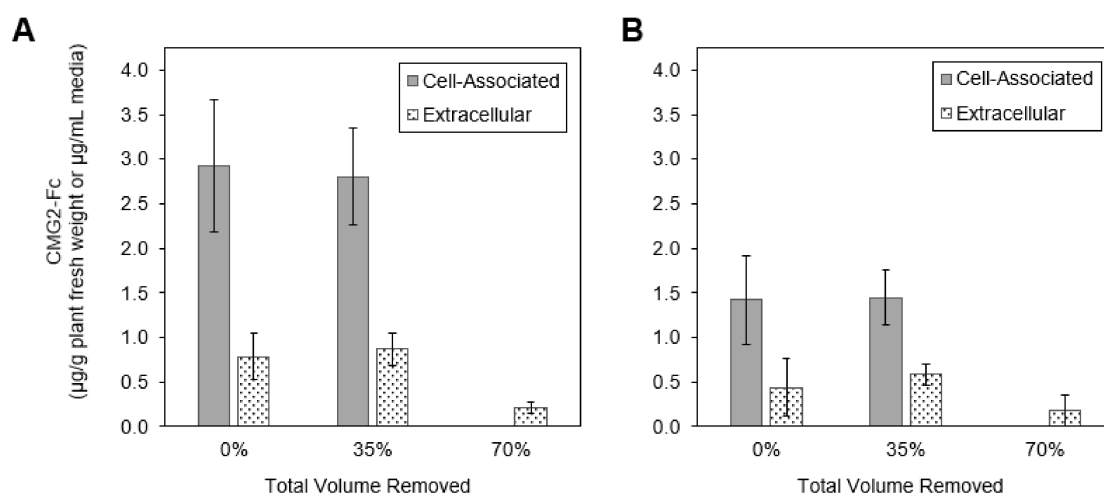 A
CMG2-Fc
(µg/g plant fresh weight or µg/mL media)
4.0
3.5
3.0
2.5
2.0
1.5
1.0
0.5
0.0
Cell-Associated
Extracellular
0% 35% 70%
Total Volume Removed
B
4.0
3.5
3.0
2.5
2.0
1.5
1.0
0.5
0.0
Cell-Associated
Extracellular
0% 35% 70%
Total Volume Removed